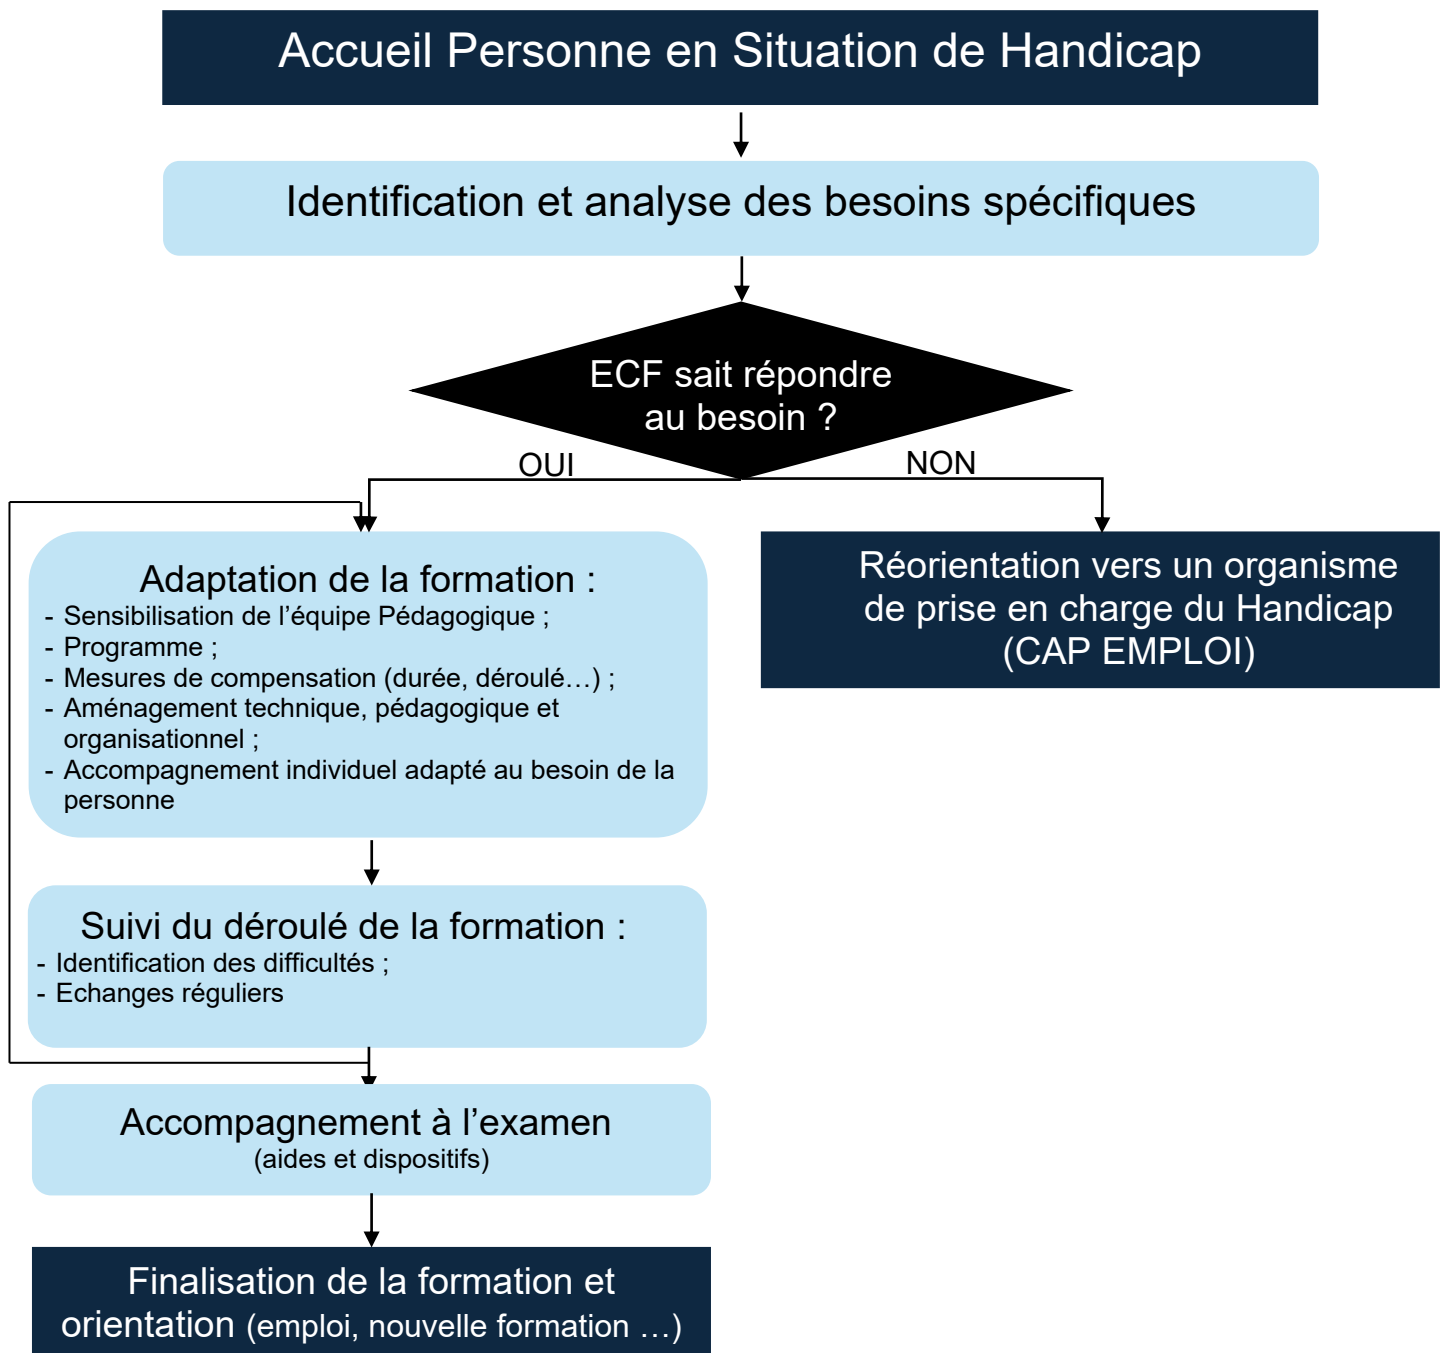 Accueil Personne en Situation de Handicap
Identification et analyse des besoins spécifiques
ECF sait répondre
au besoin ?
OUI
NON
Adaptation de la formation :
- Sensibilisation de l’équipe Pédagogique ;
- Programme ;
- Mesures de compensation (durée, déroulé…) ;
- Aménagement technique, pédagogique et
organisationnel ;
- Accompagnement individuel adapté au besoin de la
personne
Réorientation vers un organisme
de prise en charge du Handicap
(CAP EMPLOI)
Suivi du déroulé de la formation :
- Identification des difficultés ;
- Echanges réguliers
Accompagnement à l’examen
(aides et dispositifs)
Finalisation de la formation et
orientation (emploi, nouvelle formation …)